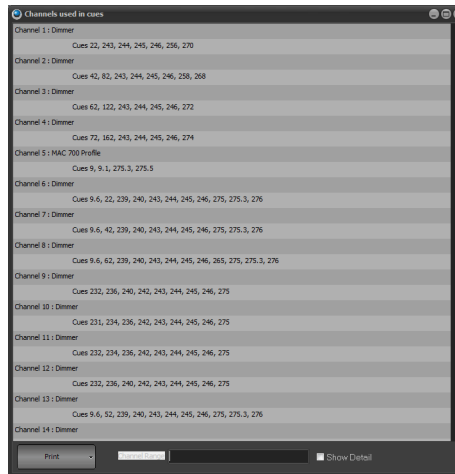 Channels used in cues
Channel 1 : Dimmer
Cues 22, 243, 244, 245, 246, 256, 270
Channel 2 : Dimmer
Cues 42, 82, 243, 244, 245, 246, 258, 268
Channel 3 : Dimmer
Cues 62, 122, 243, 244, 245, 246, 272
Channel 4 : Dimmer
Cues 72, 162, 243, 244, 245, 246, 274
Channel 5 : MAC 700 Profile
Cues 9, 9.1, 275.3, 275.5
Channel 6 : Dimmer
Cues 9.6, 22, 239, 240, 243, 244, 245, 246, 275, 275.3, 276
Channel 7 : Dimmer
Cues 9.6, 42, 239, 240, 243, 244, 245, 246, 275, 275.3, 276
Channel 8 : Dimmer
Cues 9.6, 62, 239, 240, 243, 244, 245, 246, 265, 275, 275.3, 276
Channel 9 : Dimmer
Cues 232, 236, 240, 242, 243, 244, 245, 246, 275
Channel 10 : Dimmer
Cues 231, 234, 236, 242, 243, 244, 245, 246, 275
Channel 11 : Dimmer
Cues 232, 234, 236, 242, 243, 244, 245, 246, 275
Channel 12 : Dimmer
Cues 232, 236, 240, 242, 243, 244, 245, 246, 275
Channel 13 : Dimmer
Cues 9.6, 52, 239, 240, 243, 244, 245, 246, 275, 275.3, 276
Channel 14 : Dimmer
Print
Channel Range
Show Detail